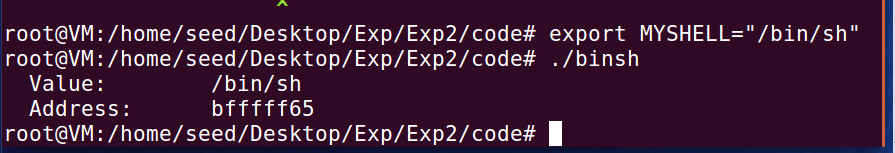 ^
root@VM:/home/seed/Desktop/Exp/Exp2/code# export MYSHELL="/bin/sh"
root@VM:/home/seed/Desktop/Exp/Exp2/code# ./binsh
  Value:        /bin/sh
  Address:      bfffff65
root@VM:/home/seed/Desktop/Exp/Exp2/code#